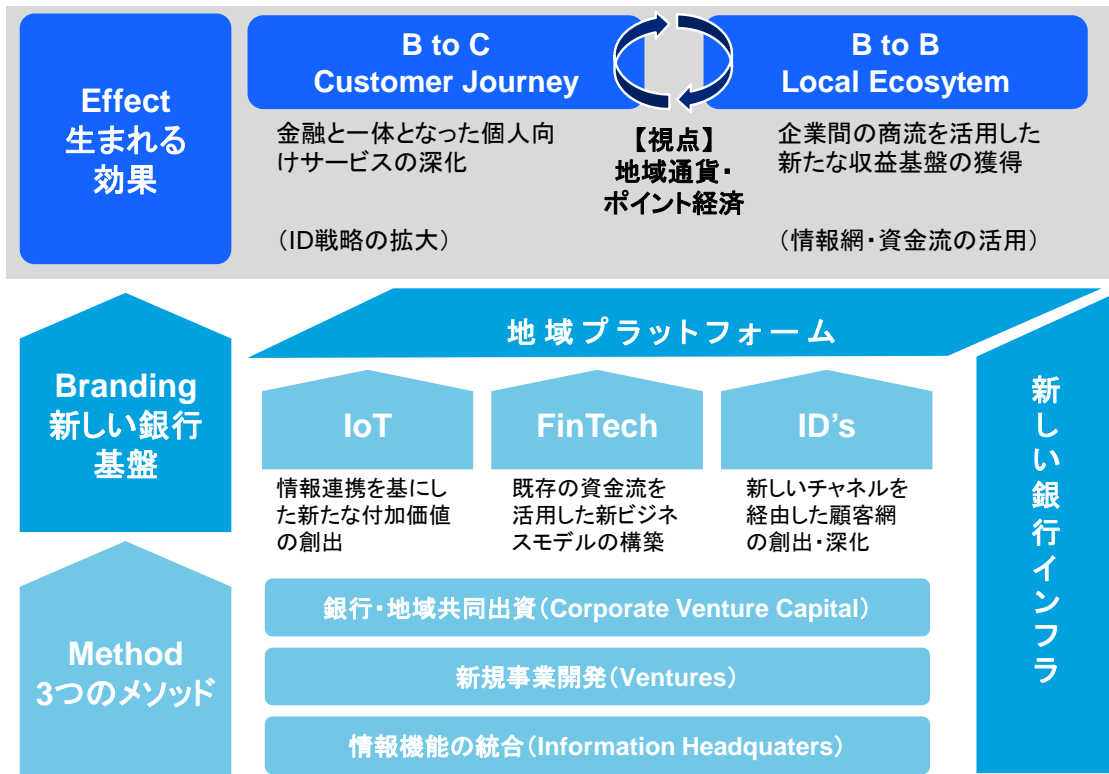 Effect
生まれる
効果
B to C
Customer Journey
B to B
Local Ecosytem
金融と一体となった個人向
けサービスの深化
（ID戦略の拡大）
【視点】
地域通貨・
ポイント経済
企業間の商流を活用した
新たな収益基盤の獲得
（情報網・資金流の活用）
Branding
新しい銀行
基盤
地域プラットフォーム
IoT
情報連携を基にし
た新たな付加価値
の創出
FinTech
既存の資金流を
活用した新ビジネ
スモデルの構築
ID’s
新しいチャネルを
経由した顧客網
の創出・深化
新しい銀行インフラ
Method
3つのメソッド
銀行・地域共同出資（Corporate Venture Capital）
新規事業開発（Ventures）
情報機能の統合（Information Headquaters）